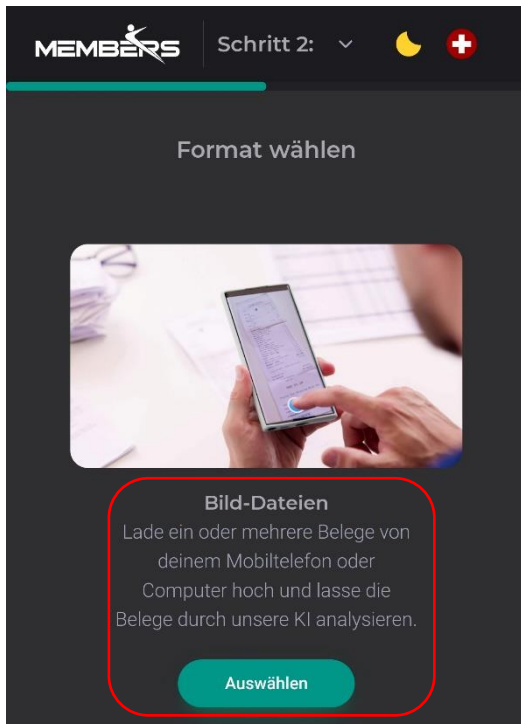 MEMBERS
Schritt 2:
Format wählen
Bild-Dateien
Lade ein oder mehrere Belege von
deinem Mobiltelefon oder
Computer hoch und lasse die
Belege durch unsere KI analysieren.
Auswählen